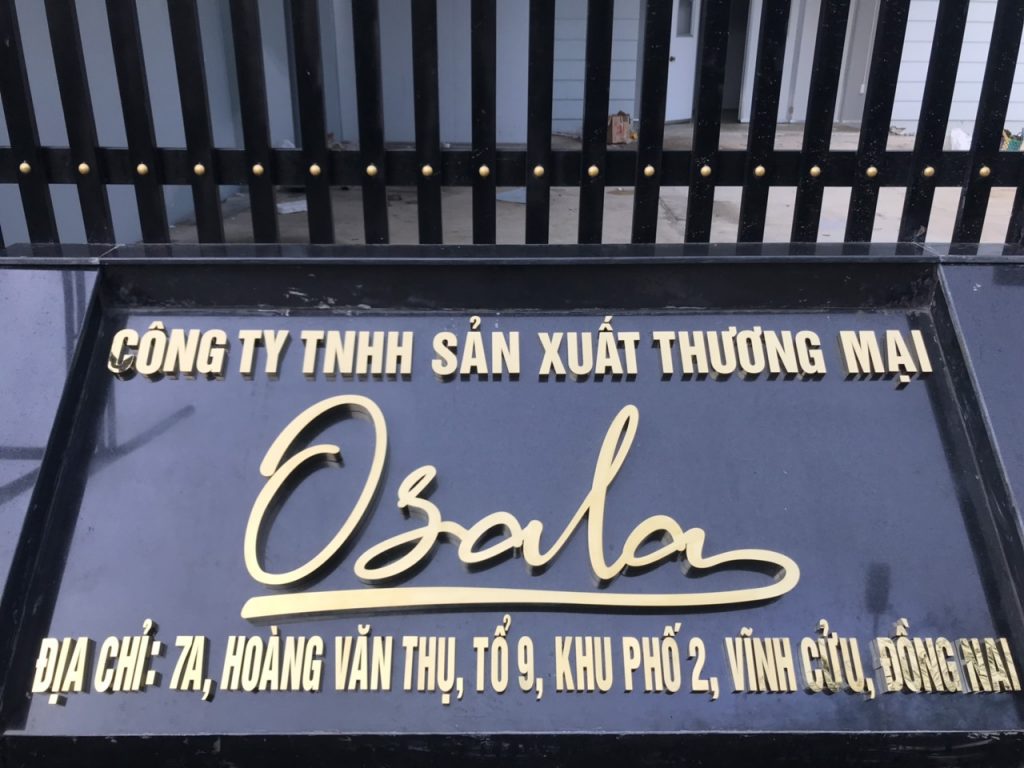 CÔNG TY TNHH SẢN XUẤT THƯƠNG MẠI
Osala
ĐỊA CHỈ: 7A, HOÀNG VĂN THỤ, TỔ 9, KHU PHỐ 2, VĨNH CỬU, ĐỒNG NAI